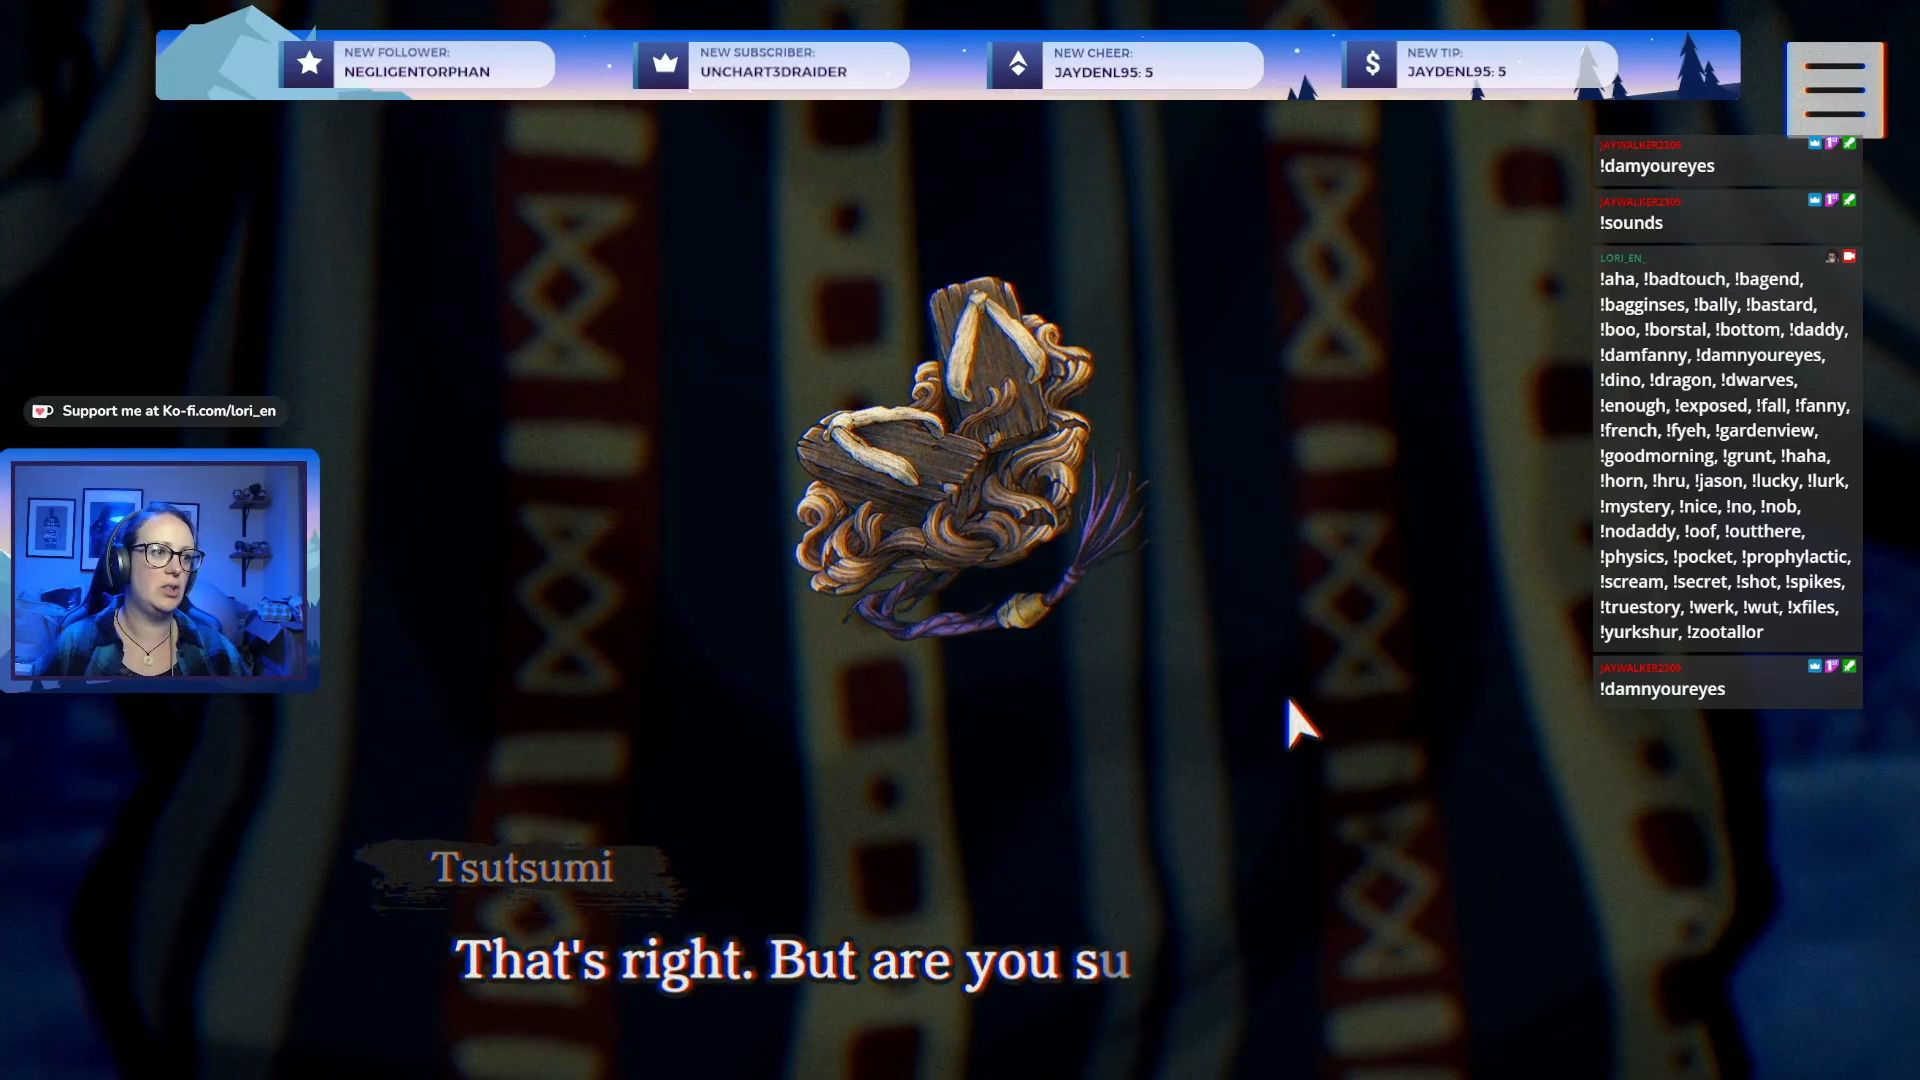 NEW FOLLOWER:
NEGLIGENTORPHAN
NEW SUBSCRIBER:
UNCHART3DRAIDER
NEW CHEER:
JAYDENL95: 5
NEW TIP:
JAYDENL95: 5
JAYWALKER2309
!damyoureyes
JAYWALKER2309
!sounds
LORI_EN_
!aha, !badtouch, !bagend,
!bagginses, !bally, !bastard,
!boo, !borstal, !bottom, !daddy,
!damfanny, !damnyoureyes,
!dino, !dragon, !dwarves,
!enough, !exposed, !fall, !fanny,
!french, !fyeh, !gardenview,
!goodmorning, !grunt, !haha,
!horn, !hru, !jason, !lucky, !lurk,
!mystery, !nice, !no, !nob,
!nodaddy, !oof, !outthere,
!physics, !pocket, !prophylactic,
!scream, !secret, !shot, !spikes,
!truestory, !werk, !wut, !xfiles,
!yurkshur, !zootallor
JAYWALKER2309
!damnyoureyes
Support me at Ko-fi.com/lori_en
Tsutsumi
That's right. But are you su